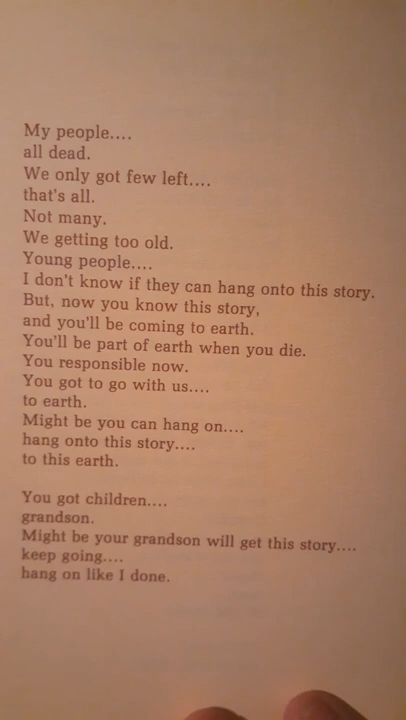 My people....
all dead.
We only got few left....
that's all.
Not many.
We getting too old.
Young people....
I don't know if they can hang onto this story.
But, now you know this story,
and you'll be coming to earth.
You'll be part of earth when you die.
You responsible now.
You got to go with us....
to earth.
Might be you can hang on....
hang onto this story....
to this earth.
You got children....
grandson.
Might be your grandson will get this story....
keep going....
hang on like I done.